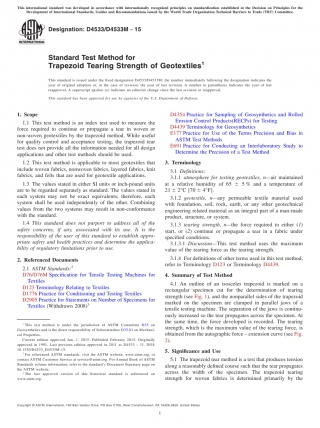 This international standard was developed in accordance with internationally recognized principles on standardization established in the Decision on Principles for the
Development of International Standards, Guides and Recommendations issued by the World Trade Organization Technical Barriers to Trade (TBT) Committee.
Designation: D4533/D4533M − 15
INTERNATIONAL
Standard Test Method for
Trapezoid Tearing Strength of Geotextiles1
This standard is issued under the fixed designation D4533/D4533M; the number immediately following the designation indicates the
year of original adoption or, in the case of revision, the year of last revision. A number in parentheses indicates the year of last
reapproval. A superscript epsilon (ε) indicates an editorial change since the last revision or reapproval.
This standard has been approved for use by agencies of the U.S. Department of Defense.
1. Scope
1.1 This test method is an index test used to measure the
force required to continue or propagate a tear in woven or
non-woven geotextiles by the trapezoid method. While useful
for quality control and acceptance testing, the trapezoid tear
test does not provide all the information needed for all design
applications and other test methods should be used.
1.2 This test method is applicable to most geotextiles that
include woven fabrics, nonwoven fabrics, layered fabrics, knit
fabrics, and felts that are used for geotextile applications.
1.3 The values stated in either SI units or inch-pound units
are to be regarded separately as standard. The values stated in
each system may not be exact equivalents; therefore, each
system shall be used independently of the other. Combining
values from the two systems may result in non-conformance
with the standard.
1.4 This standard does not purport to address all of the
safety concerns, if any, associated with its use. It is the
responsibility of the user of this standard to establish appro-
priate safety and health practices and determine the applica-
bility of regulatory limitations prior to use.
2. Referenced Documents
2.1 ASTM Standards:2
D76/D76M Specification for Tensile Testing Machines for
Textiles
D123 Terminology Relating to Textiles
D1776 Practice for Conditioning and Testing Textiles
D2905 Practice for Statements on Number of Specimens for
Textiles (Withdrawn 2008)3
1 This test method is under the jurisdiction of ASTM Committee D35 on
Geosynthetics and is the direct responsibility of Subcommittee D35.01 on Mechani-
cal Properties.
Current edition approved Jan. 1, 2015. Published February 2015. Originally
approved in 1985. Last previous edition approved in 2011 as D4533 – 11. DOI:
10.1520/D4533_D4533M-15.
2 For referenced ASTM standards, visit the ASTM website, www.astm.org, or
contact ASTM Customer Service at service@astm.org. For Annual Book of ASTM
Standards volume information, refer to the standard's Document Summary page on
the ASTM website.
3 The last approved version of this historical standard is referenced on
www.astm.org.
D4354 Practice for Sampling of Geosynthetics and Rolled
Erosion Control Products(RECPs) for Testing
D4439 Terminology for Geosynthetics
E177 Practice for Use of the Terms Precision and Bias in
ASTM Test Methods
E691 Practice for Conducting an Interlaboratory Study to
Determine the Precision of a Test Method
3. Terminology
3.1 Definitions:
3.1.1 atmosphere for testing geotextiles, n—air maintained
at a relative humidity of 65 ± 5 % and a temperature of
21 ± 2°C [70 ± 4°F].
3.1.2 geotextile, n—any permeable textile material used
with foundation, soil, rock, earth, or any other geotechnical
engineering related material as an integral part of a man-made
product, structure, or system.
3.1.3 tearing strength, n—the force required to either (1)
start, or (2) continue or propagate a tear in a fabric under
specified conditions.
3.1.3.1 Discussion—This test method uses the maximum
value of the tearing force as the tearing strength.
3.1.8 For definitions of other terms used in this test method,
refer to Terminology D123 or Terminology D4439.
4. Summary of Test Method
4.1 An outline of an isosceles trapezoid is marked on a
rectangular specimen cut for the determination of tearing
strength (see Fig. 1), and the nonparallel sides of the trapezoid
marked on the specimen are clamped in parallel jaws of a
tensile testing machine. The separation of the jaws is continu-
ously increased so the tear propagates across the specimen. At
the same time, the force developed is recorded. The tearing
strength, which is the maximum value of the tearing force, is
obtained from the autographic force – extension curve (see Fig.
2).
5. Significance and Use
5.1 The trapezoid tear method is a test that produces tension
along a reasonably defined course such that the tear propagates
across the width of the specimen. The trapezoid tearing
strength for woven fabrics is determined primarily by the
Copyright © ASTM International, 100 Barr Harbor Drive, PO Box C700, West Conshohocken, PA 19428-2959. United States
1